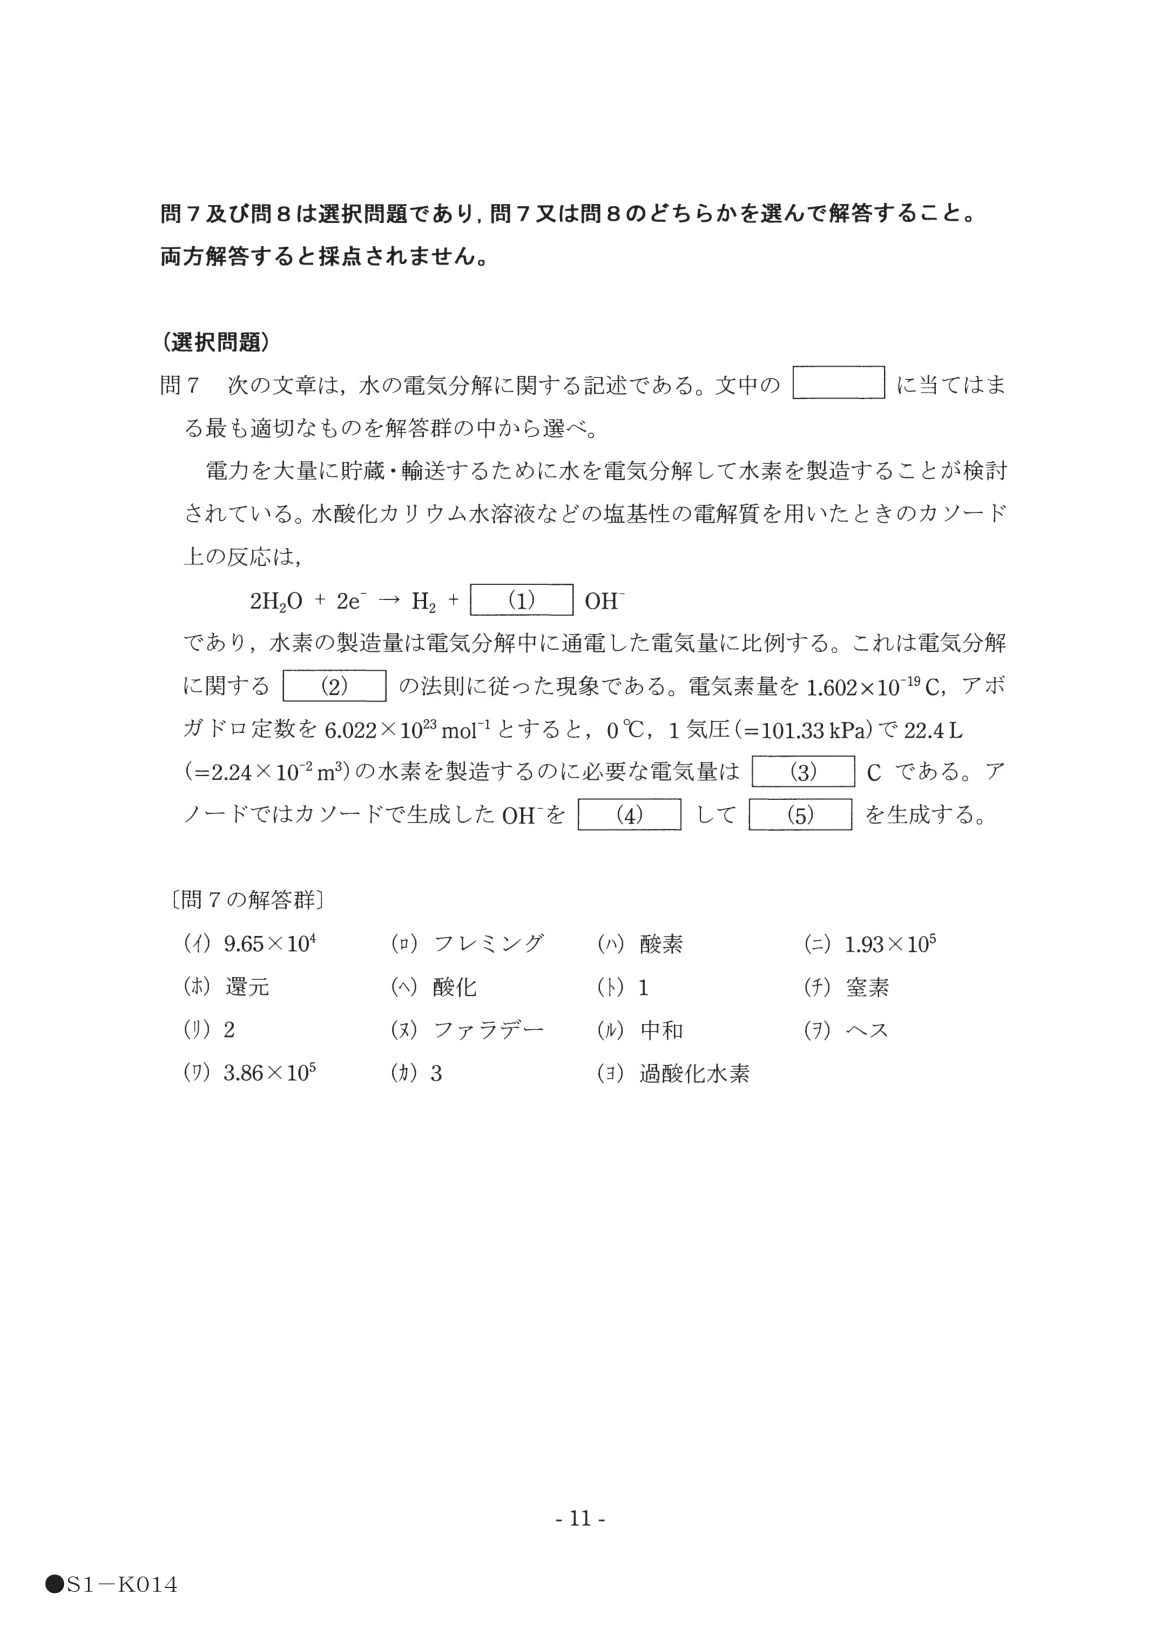 問７及び問８は選択問題であり，問７又は問８のどちらかを選んで解答すること。
両方解答すると採点されません。
（選択問題）
問７　次の文章は，水の電気分解に関する記述である。文中の　　　　に当てはま
る最も適切なものを解答群の中から選べ。
電力を大量に貯蔵・輸送するために水を電気分解して水素を製造することが検討
されている。水酸化カリウム水溶液などの塩基性の電解質を用いたときのカソード
上の反応は，
2H₂O + 2e⁻ → H₂ + (1) OH⁻
であり，水素の製造量は電気分解中に通電した電気量に比例する。これは電気分解
に関する (2) の法則に従った現象である。電気素量を 1.602×10⁻¹⁹ C，アボ
ガドロ定数を 6.022×10²³ mol⁻¹ とすると，0 ℃，1 気圧(=101.33 kPa)で 22.4 L
(=2.24×10⁻² m³)の水素を製造するのに必要な電気量は (3) C である。ア
ノードではカソードで生成した OH⁻を (4) して (5) を生成する。
〔問７の解答群〕
(イ) 9.65×10⁴　(ロ) フレミング　(ハ) 酸素　(ニ) 1.93×10⁵
(ホ) 還元　(ヘ) 酸化　(ト) 1　(チ) 窒素
(リ) 2　(ヌ) ファラデー　(ル) 中和　(ヲ) ヘス
(ワ) 3.86×10⁵　(カ) 3　(ヨ) 過酸化水素
- 11 -
●S1－K014